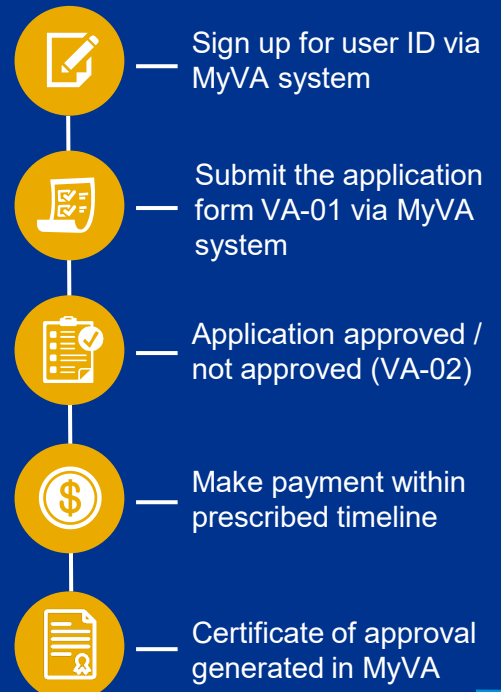 Sign up for user ID via
MyVA system
Submit the application
form VA-01 via MyVA
system
Application approved /
not approved (VA-02)
$
Make payment within
prescribed timeline
Certificate of approval
generated in MyVA